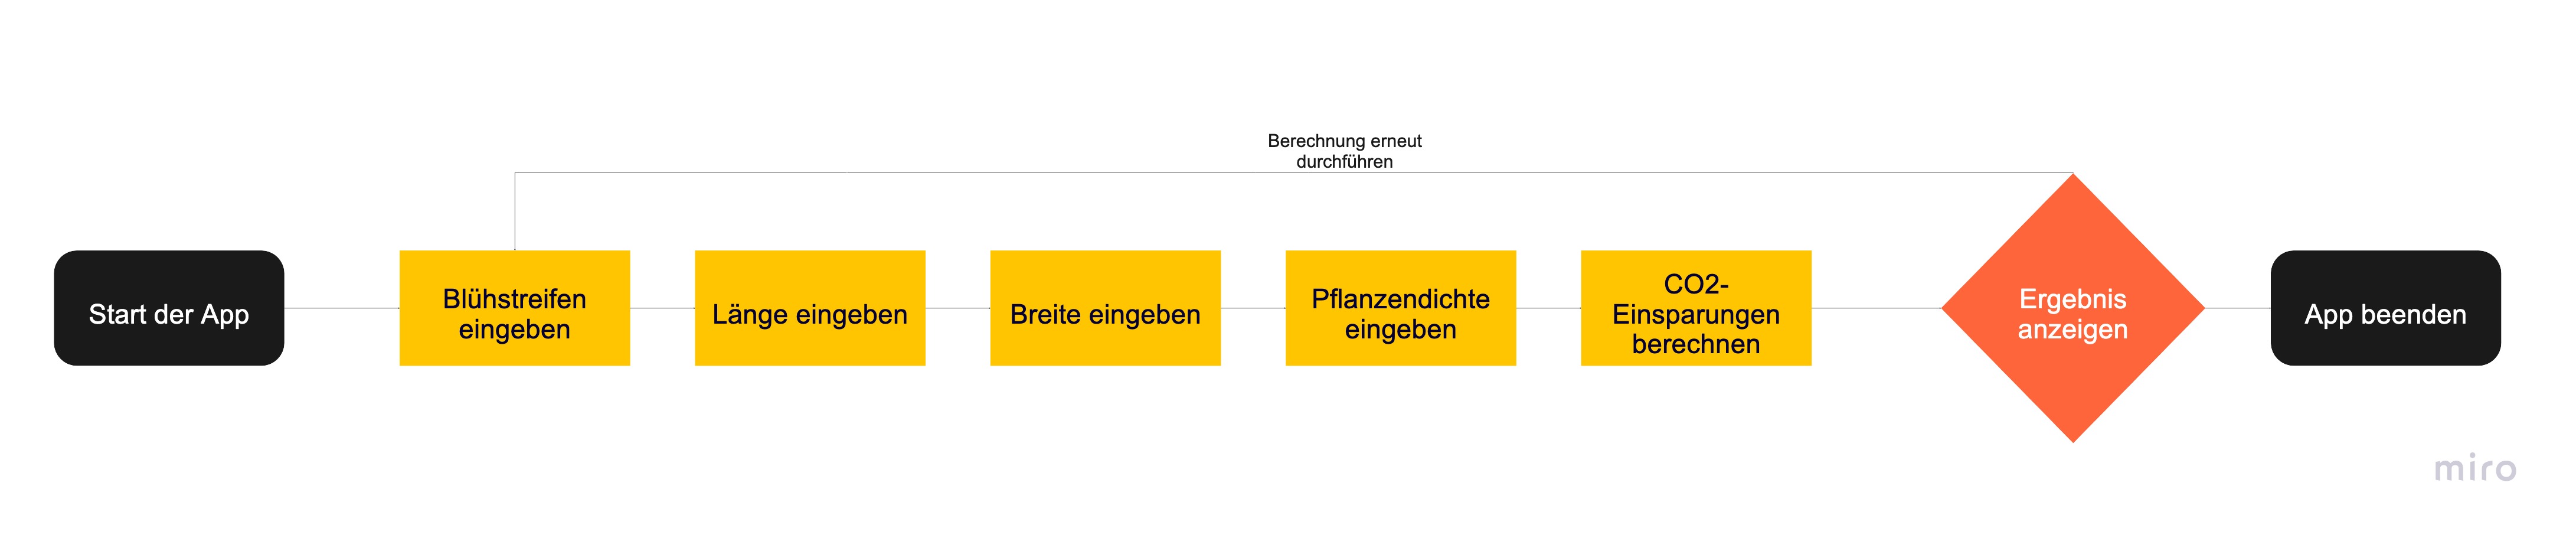 Berechnung erneut
durchführen
Start der App
Blühstreifen
eingeben
Länge eingeben
Breite eingeben
Pflanzendichte
eingeben
CO2-
Einsparungen
berechnen
Ergebnis
anzeigen
App beenden
miro